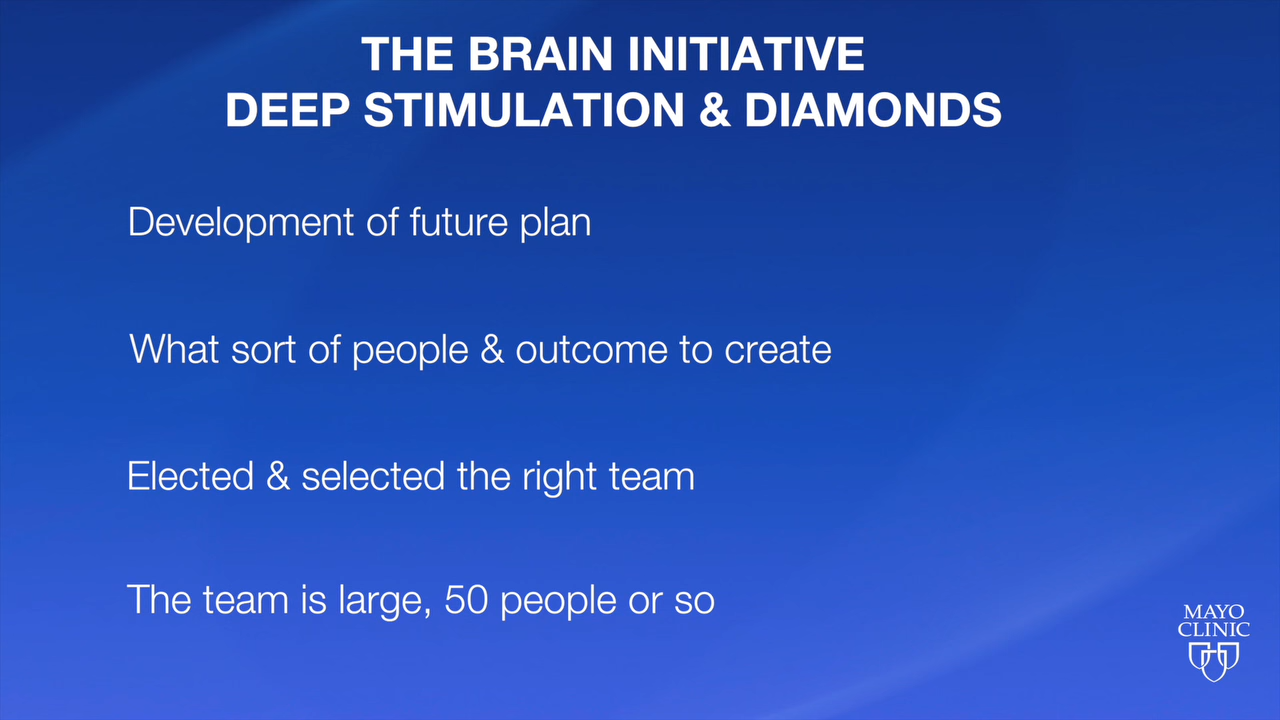 THE BRAIN INITIATIVE
DEEP STIMULATION & DIAMONDS
Development of future plan
What sort of people & outcome to create
Elected & selected the right team
The team is large, 50 people or so
MAYO
CLINIC